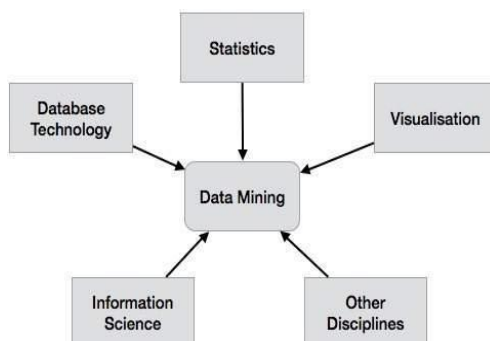 Statistics
Database
Technology
Visualisation
Data Mining
Information
Science
Other
Disciplines